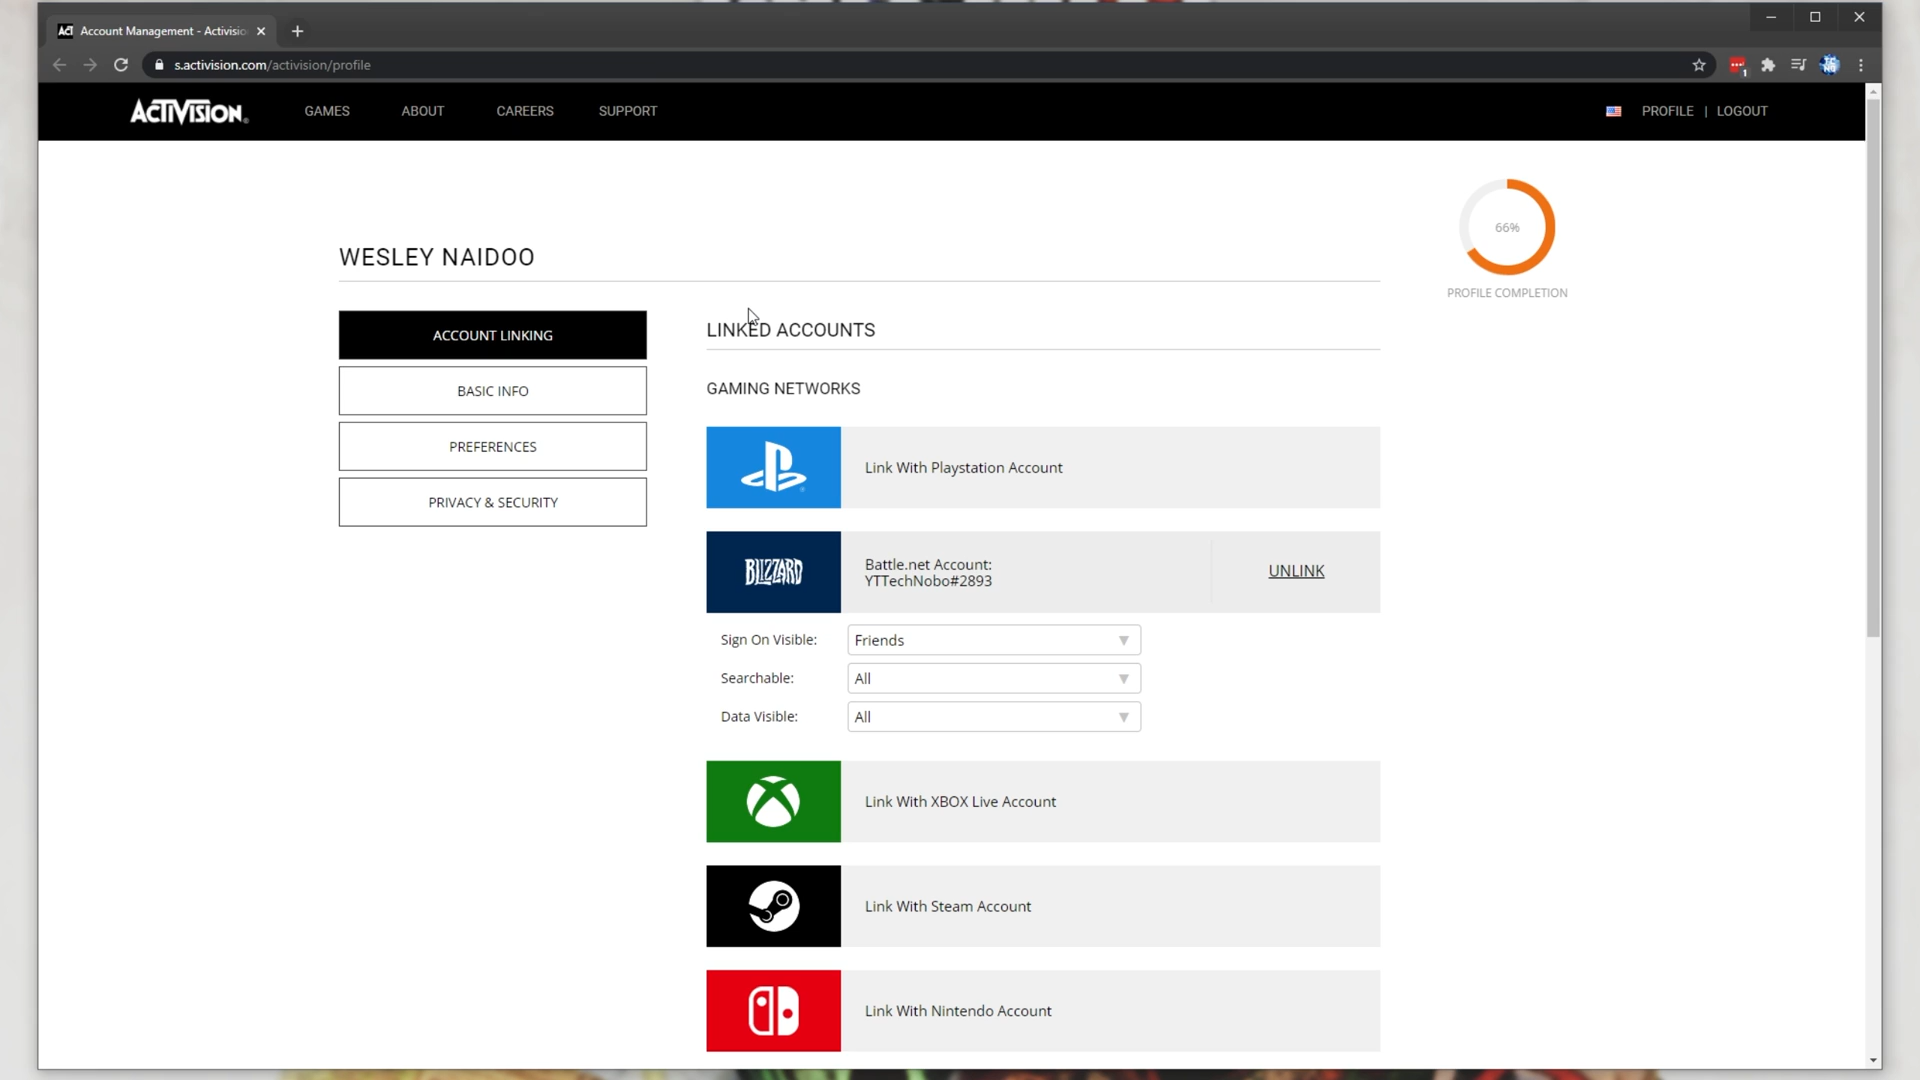 Account Management - Activisio
s.activision.com/activision/profile
1
ACTIVISION
GAMES
ABOUT
CAREERS
SUPPORT
PROFILE | LOGOUT
66%
PROFILE COMPLETION
WESLEY NAIDOO
ACCOUNT LINKING
BASIC INFO
PREFERENCES
PRIVACY & SECURITY
LINKED ACCOUNTS
GAMING NETWORKS
Link With Playstation Account
BLIZZARD
Battle.net Account:
YTTechNobo#2893
UNLINK
Sign On Visible: Friends
Searchable: All
Data Visible: All
Link With XBOX Live Account
Link With Steam Account
Link With Nintendo Account